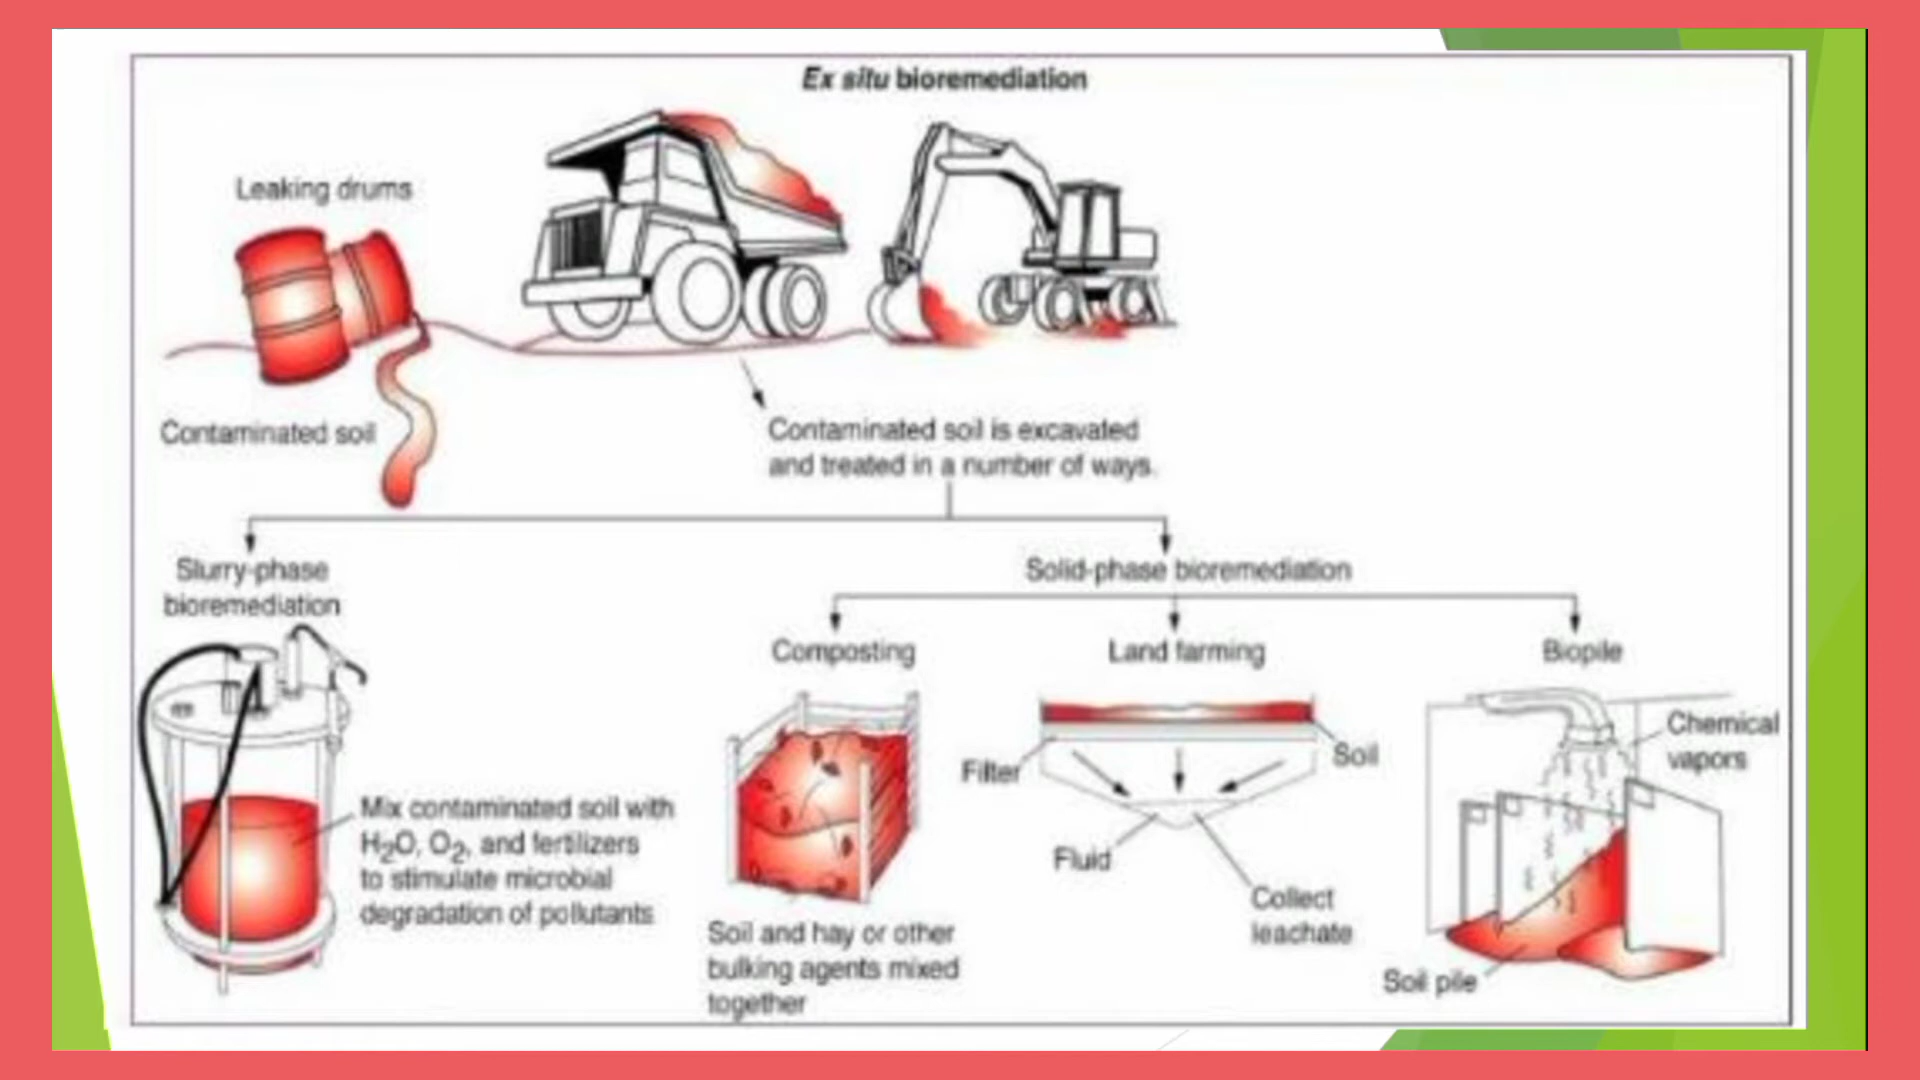 Ex situ bioremediation
Leaking drums
Contaminated soil
Contaminated soil is excavated
and treated in a number of ways.
Slurry-phase
bioremediation
Mix contaminated soil with
H₂O, O₂, and fertilizers
to stimulate microbial
degradation of pollutants
Solid-phase bioremediation
Composting
Soil and hay or other
bulking agents mixed
together
Land farming
Filter
Soil
Fluid
Collect
leachate
Biopile
Chemical
vapors
Soil pile